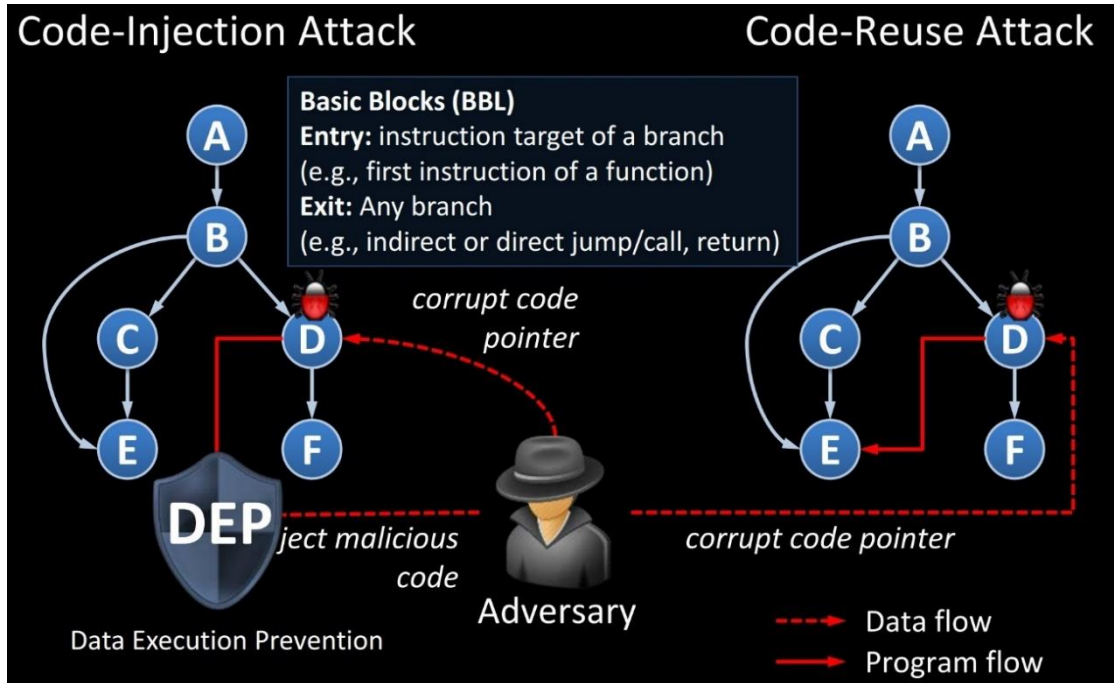 Code-Injection Attack
Code-Reuse Attack
Basic Blocks (BBL)
Entry: instruction target of a branch
(e.g., first instruction of a function)
Exit: Any branch
(e.g., indirect or direct jump/call, return)
A
B
C
D
E
F
corrupt code
pointer
DEP
ject malicious
code
Data Execution Prevention
Adversary
A
B
C
D
E
F
corrupt code pointer
Data flow
Program flow